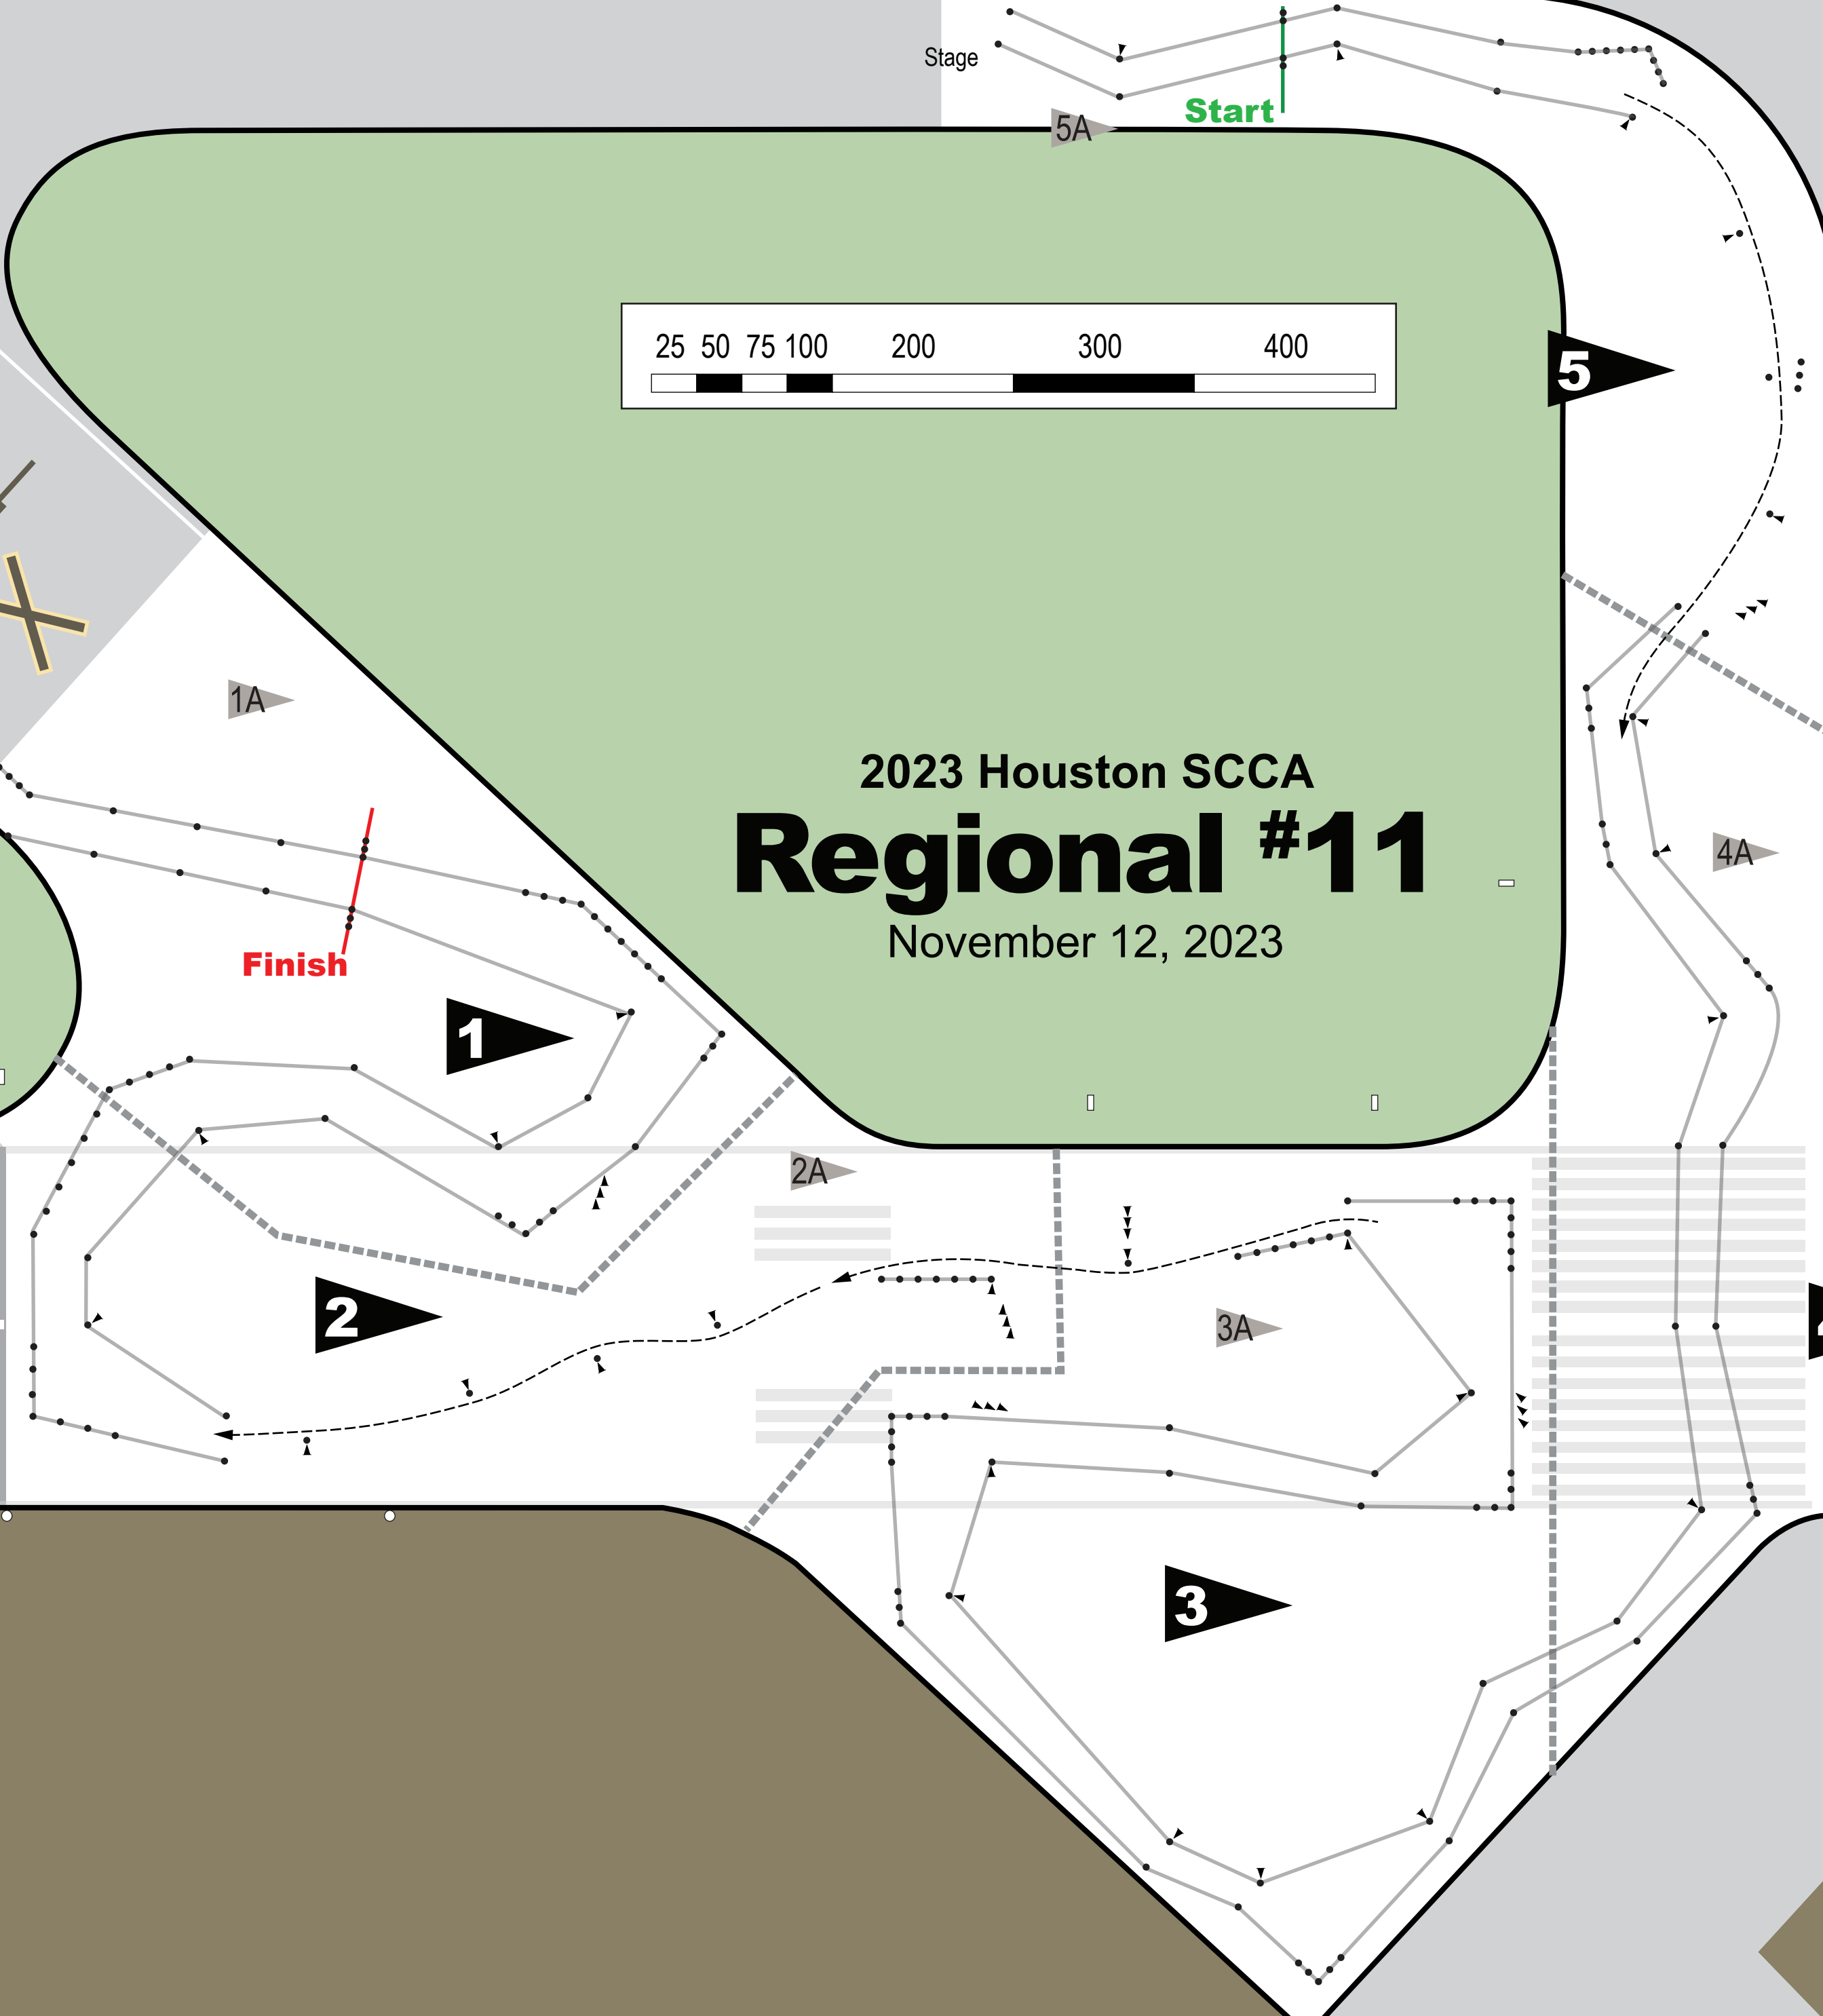 Stage
Start
5A
25 50 75 100 200 300 400
5
1A
2023 Houston SCCA
Regional #11
November 12, 2023
4A
Finish
1
2A
2
3A
3